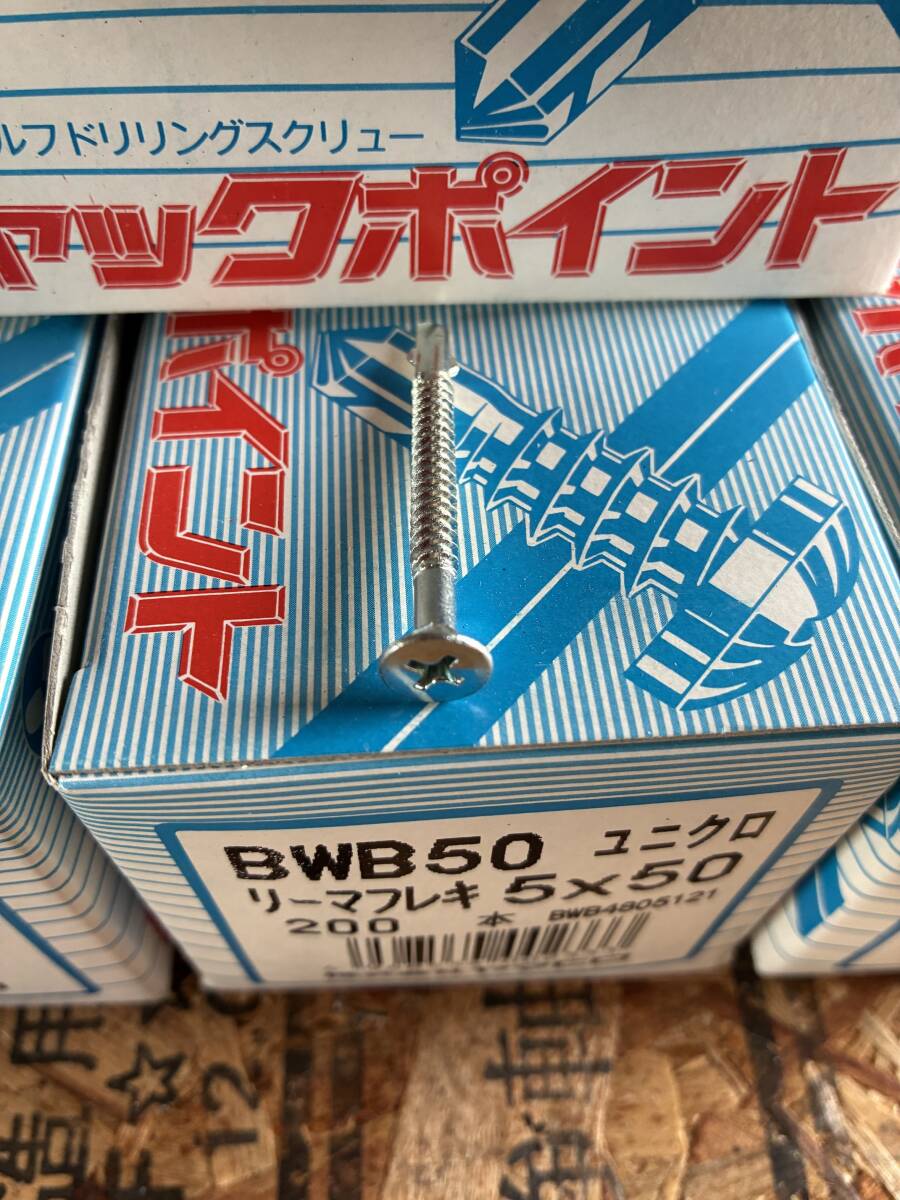 ルフドリリングスクリュー
ャックポイント
ポイント
BWB50 ユニクロ
リーマフレキ 5×50
200 本 BWB4805121
用
☆
12